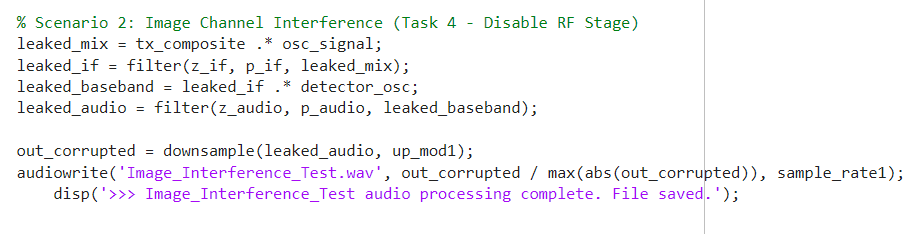 % Scenario 2: Image Channel Interference (Task 4 - Disable RF Stage)
leaked_mix = tx_composite .* osc_signal;
leaked_if = filter(z_if, p_if, leaked_mix);
leaked_baseband = leaked_if .* detector_osc;
leaked_audio = filter(z_audio, p_audio, leaked_baseband);
out_corrupted = downsample(leaked_audio, up_mod1);
audiowrite('Image_Interference_Test.wav', out_corrupted / max(abs(out_corrupted)), sample_rate1);
disp('>>> Image_Interference_Test audio processing complete. File saved.');